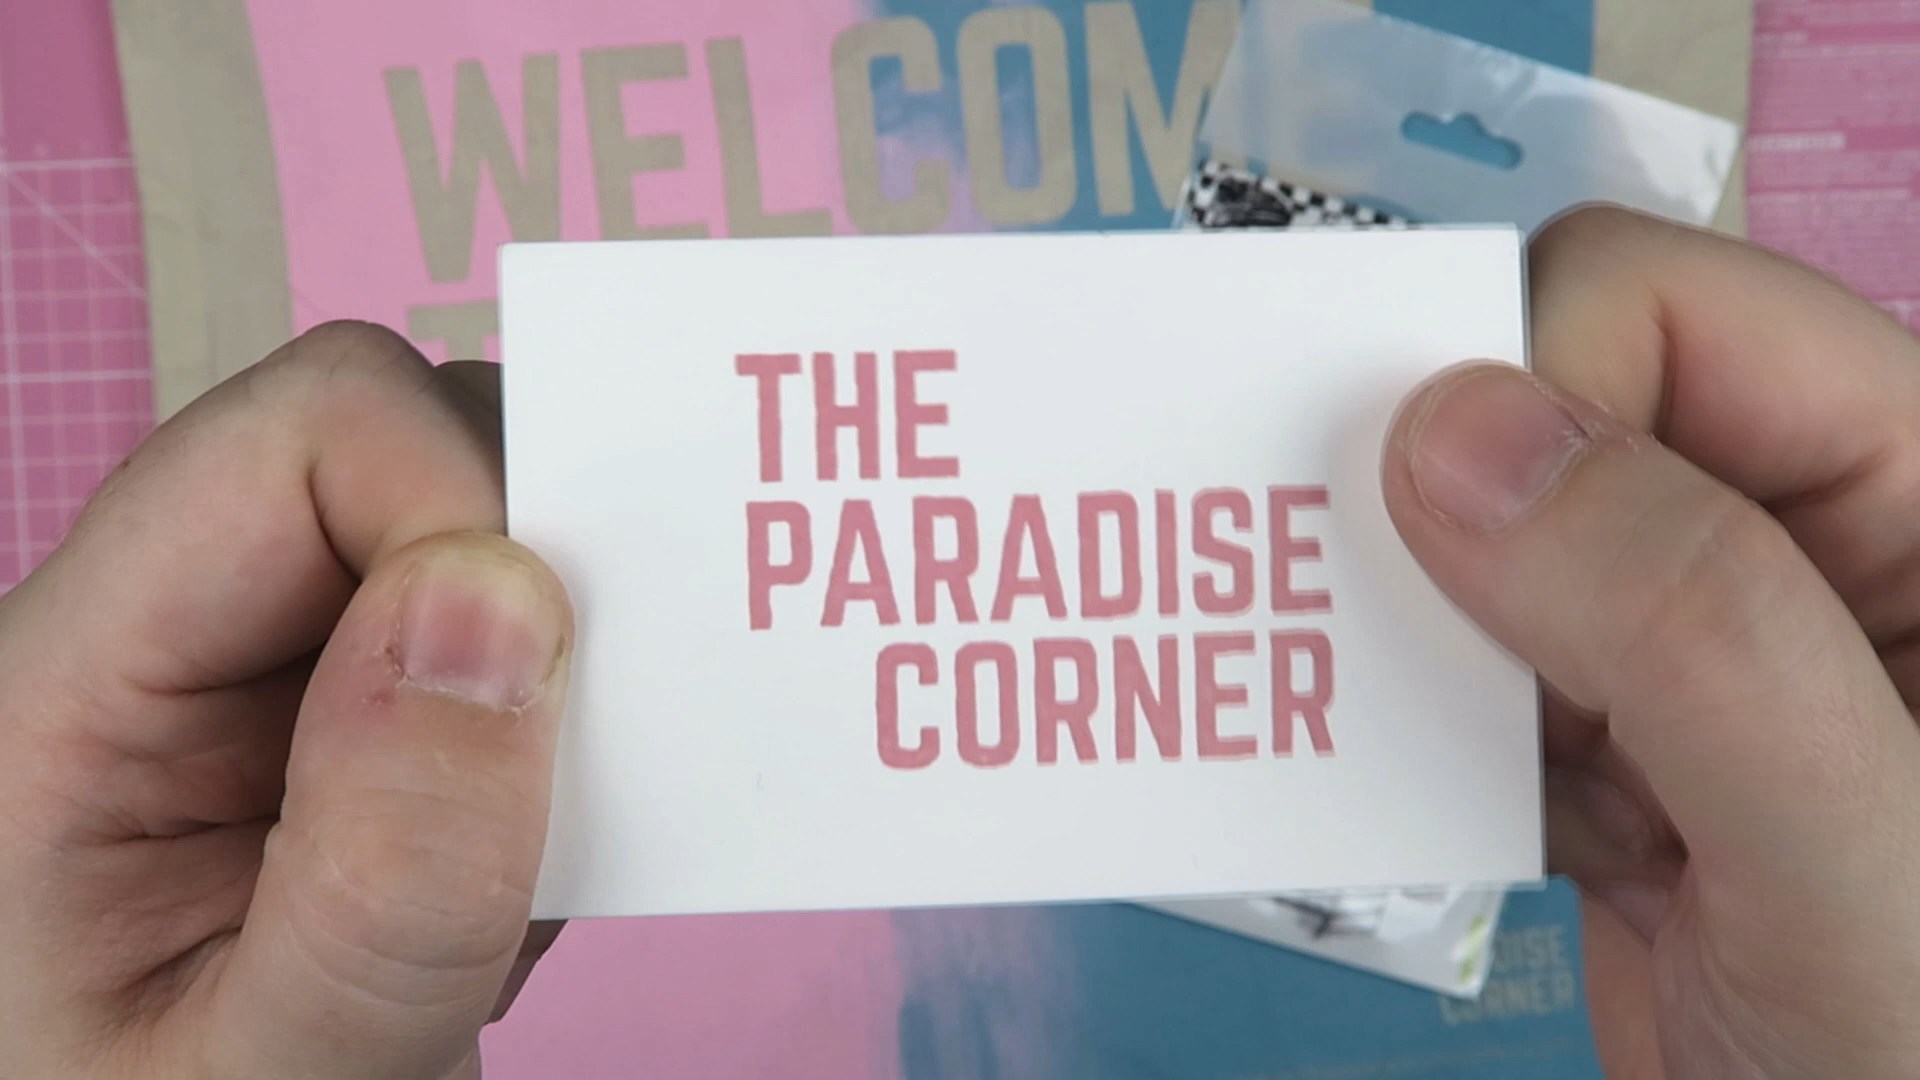 WELCOM
THE
PARADISE
CORNER
DISE
CORNER